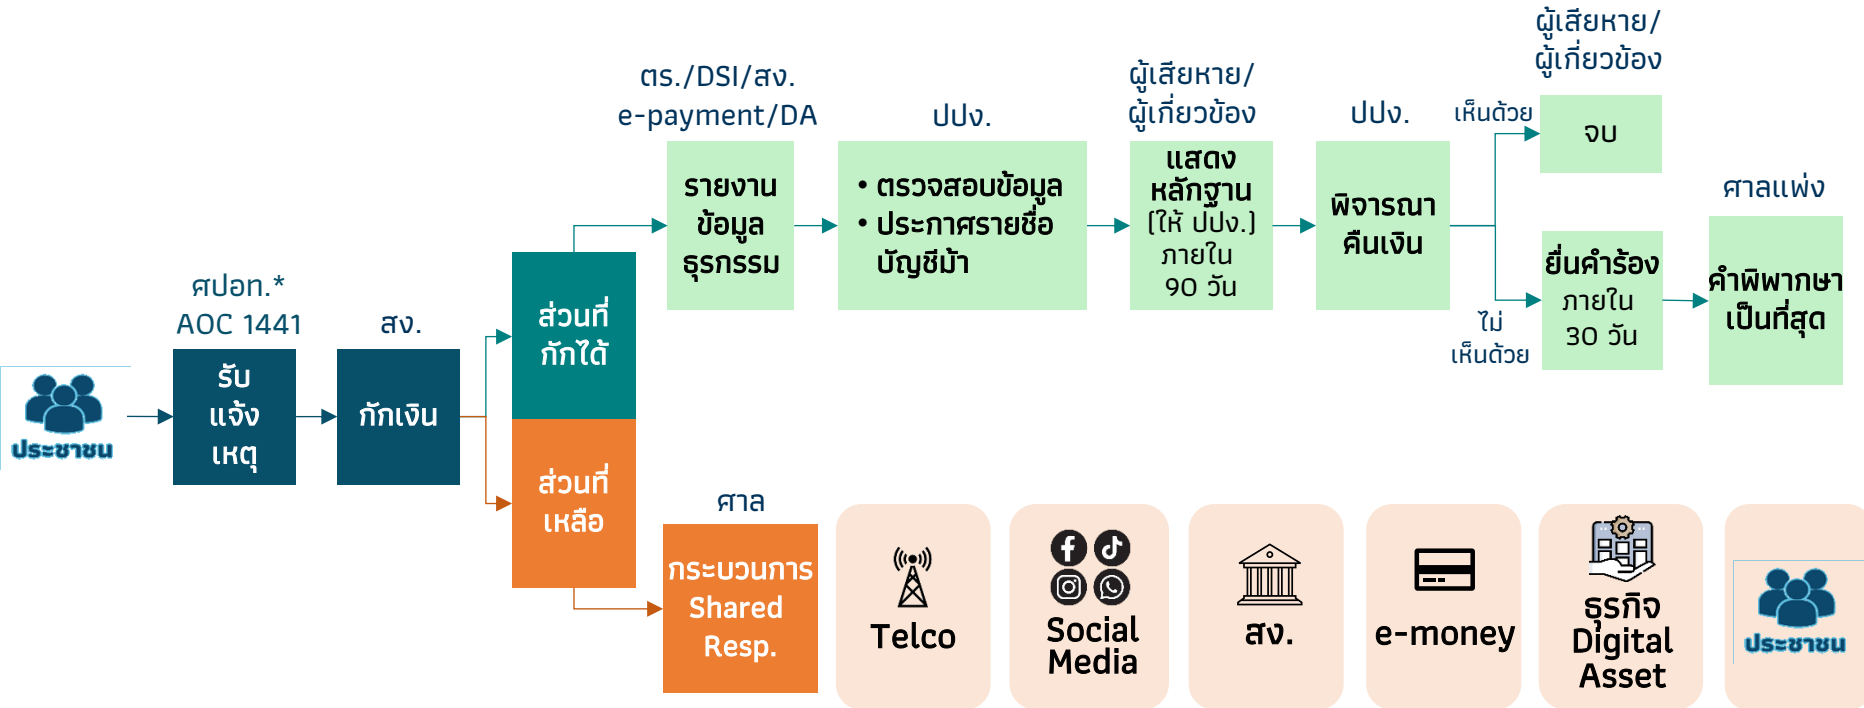 ประชาชน
ศปอท.*
AOC 1441
รับ
แจ้ง
เหตุ
สง.
กักเงิน
ส่วนที่
กักได้
ส่วนที่
เหลือ
ตร./DSI/สง.
e-payment/DA
รายงาน
ข้อมูล
ธุรกรรม
ปปง.
• ตรวจสอบข้อมูล
• ประกาศรายชื่อ
บัญชีม้า
ผู้เสียหาย/
ผู้เกี่ยวข้อง
แสดง
หลักฐาน
(ให้ ปปง.)
ภายใน
90 วัน
ปปง.
พิจารณา
คืนเงิน
เห็นด้วย
ผู้เสียหาย/
ผู้เกี่ยวข้อง
จบ
ไม่
เห็นด้วย
ยื่นคำร้อง
ภายใน
30 วัน
ศาลแพ่ง
คำพิพากษา
เป็นที่สุด
ศาล
กระบวนการ
Shared
Resp.
Telco
Social
Media
สง.
e-money
ธุรกิจ
Digital
Asset
ประชาชน